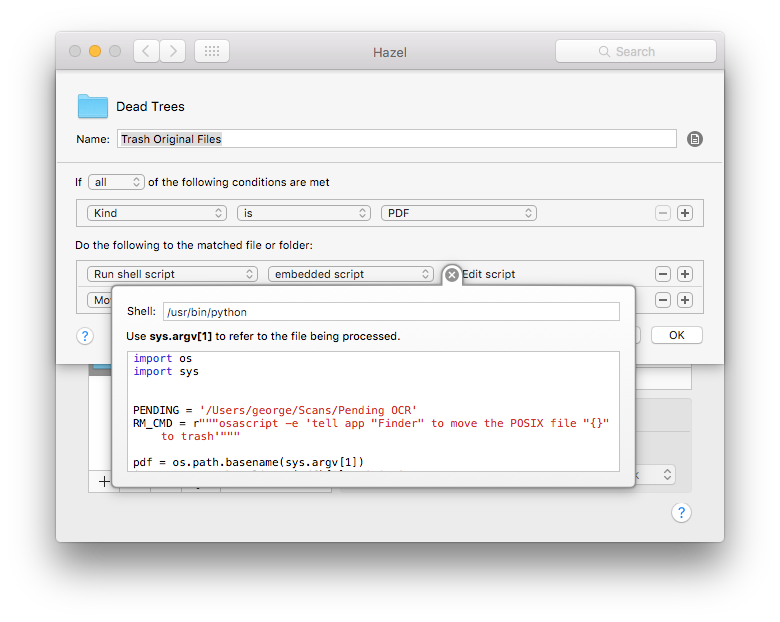 Hazel
Search
Dead Trees
Name: Trash Original Files
If all of the following conditions are met
Kind is PDF
Do the following to the matched file or folder:
Run shell script embedded script Edit script
Mo
Shell: /usr/bin/python
? OK
Use sys.argv[1] to refer to the file being processed.
import os
import sys
PENDING = '/Users/george/Scans/Pending OCR'
RM_CMD = r"""osascript -e 'tell app "Finder" to move the POSIX file "{}"
to trash'"""
pdf = os.path.basename(sys.argv[1])
?